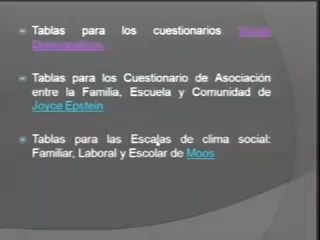 Tablas para los cuestionarios
Tablas para los Cuestionario de Asociación
entre la Familia, Escuela y Comunidad de
Joyce Epstein
Tablas para las Escalas de clima social:
Familiar, Laboral y Escolar de Moos